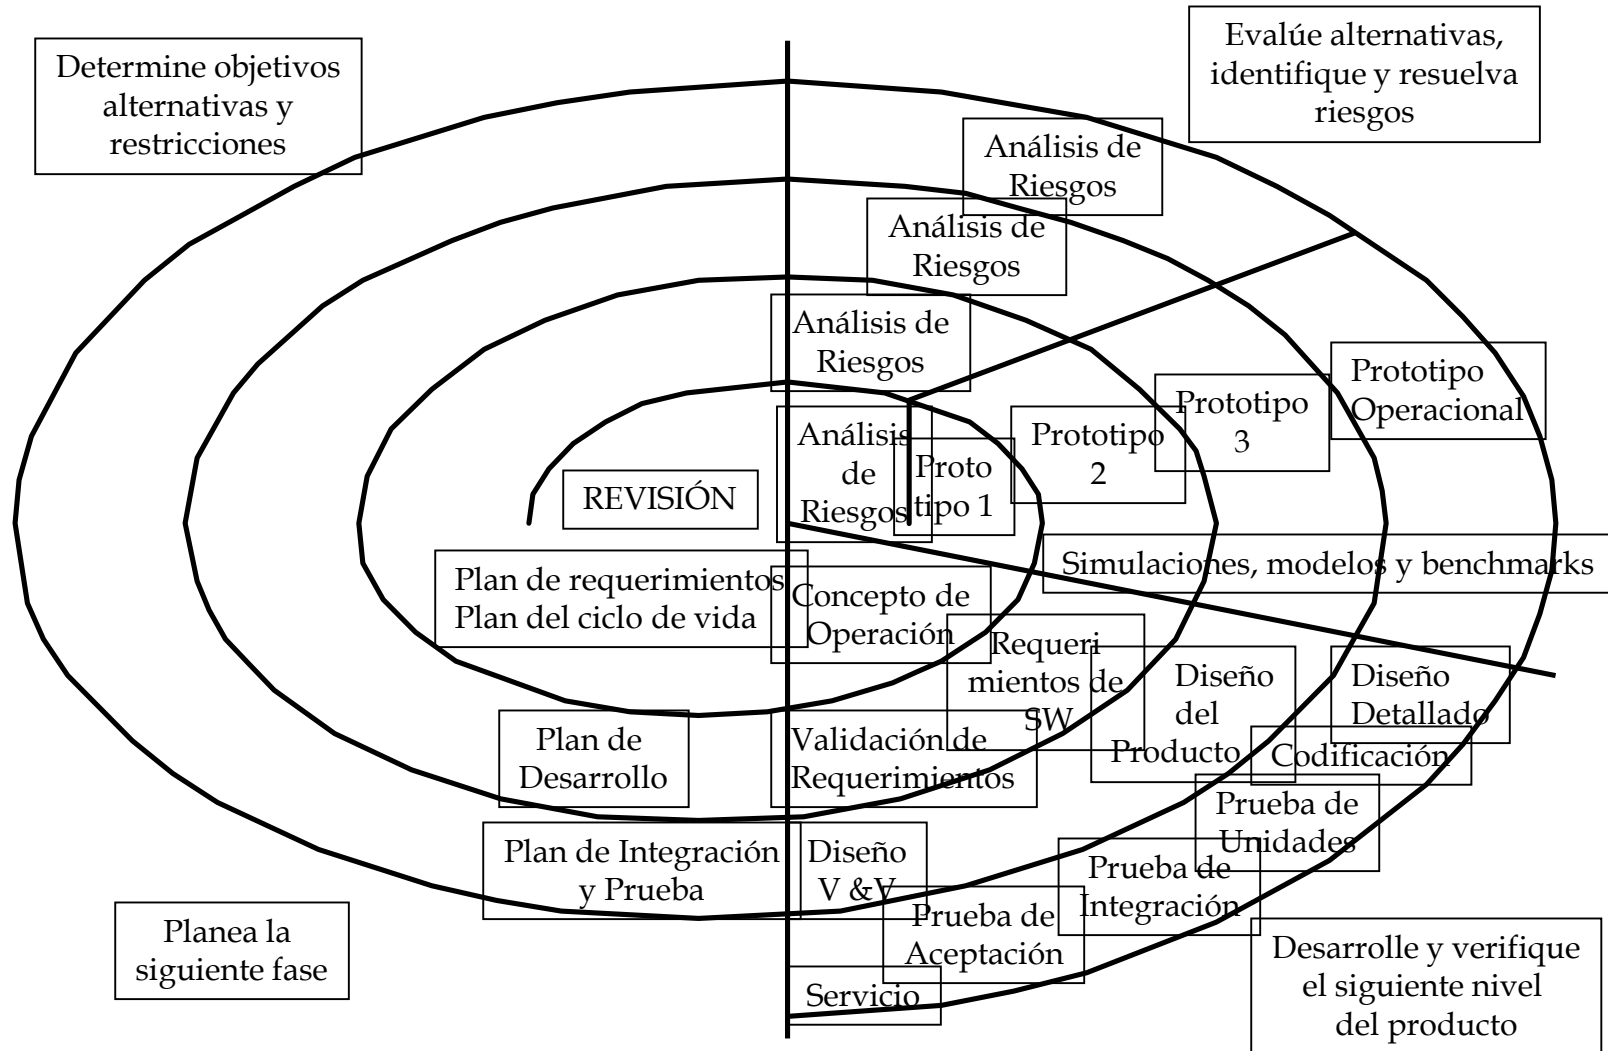 Determine objetivos
alternativas y
restricciones
Evalúe alternativas,
identifique y resuelva
riesgos
Análisis de
Riesgos
Análisis de
Riesgos
Análisis de
Riesgos
Análisis
de
Riesgos
Proto
tipo 1
Prototipo
2
Prototipo
3
Prototipo
Operacional
REVISIÓN
Simulaciones, modelos y benchmarks
Plan de requerimientos
Plan del ciclo de vida
Concepto de
Operación
Requeri
mientos de
SW
Diseño
del
Producto
Diseño
Detallado
Codificación
Plan de
Desarrollo
Validación de
Requerimientos
Prueba de
Unidades
Plan de Integración
y Prueba
Diseño
V &V
Prueba de
Integración
Prueba de
Aceptación
Servicio
Planea la
siguiente fase
Desarrolle y verifique
el siguiente nivel
del producto